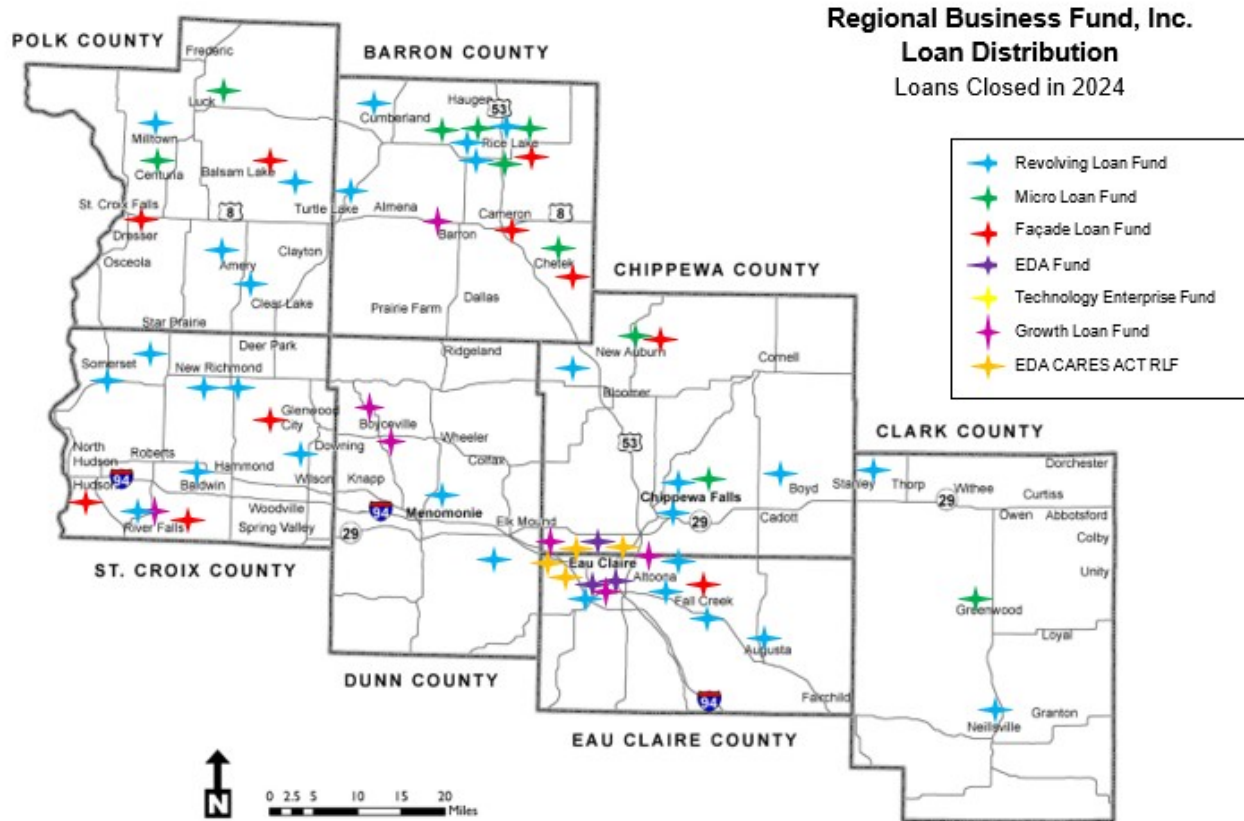 Regional Business Fund, Inc.
Loan Distribution
Loans Closed in 2024
Revolving Loan Fund
Micro Loan Fund
Façade Loan Fund
EDA Fund
Technology Enterprise Fund
Growth Loan Fund
EDA CARES ACT RLF
POLK COUNTY
Frederic
Luck
Milltown
Centuria
Balsam Lake
St. Croix Falls
8
Turtle Lake
Dresser
Osceola
Amery
Clayton
Clear Lake
Star Prairie
BARRON COUNTY
Haugen
53
Cumberland
Rice Lake
Almena
Cameron
8
Barron
Chetek
Dallas
Prairie Farm
CHIPPEWA COUNTY
New Auburn
Cornell
Bloomer
53
Chippewa Falls
29
Boyd
Stanley
Cadott
CLARK COUNTY
Dorchester
Thorp
Withee
29
Curtiss
Owen
Abbotsford
Colby
Unity
Greenwood
Loyal
Neillsville
Granton
Deer Park
Somerset
New Richmond
Glenwood
City
North
Hudson
Roberts
Hammond
Downing
94
Hudson
Baldwin
Wilson
Woodville
River Falls
Spring Valley
ST. CROIX COUNTY
Ridgeland
Boyceville
Wheeler
Colfax
Knapp
94
Menomonie
Elk Mound
29
DUNN COUNTY
Eau Claire
Altoona
Fall Creek
Augusta
Fairchild
94
EAU CLAIRE COUNTY
N
0 2.5 5 10 15 20
Miles